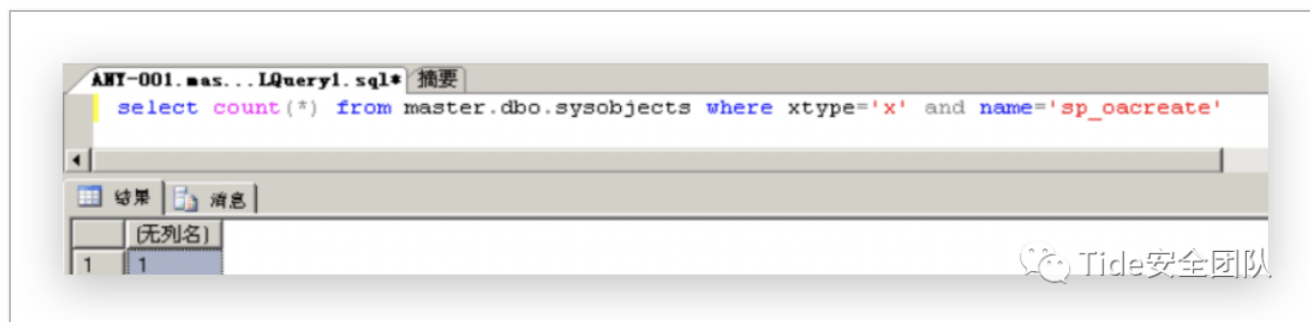 ANY-001.mas...LQuery1.sql* 摘要
select count(*) from master.dbo.sysobjects where xtype='x' and name='sp_oacreate'
结果 消息
(无列名)
1 1
Tide安全团队